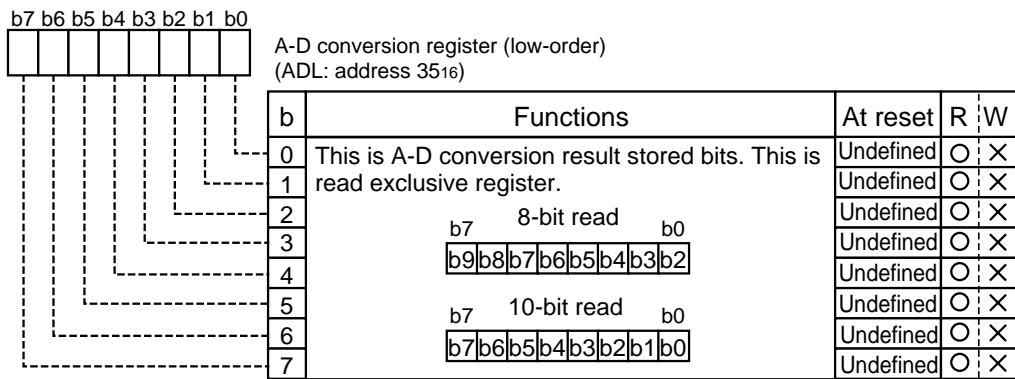 b7 b6 b5 b4 b3 b2 b1 b0
A-D conversion register (low-order)
(ADL: address 3516)
b Functions At reset R W
0 This is A-D conversion result stored bits. This is Undefined O ×
1 read exclusive register. Undefined O ×
2 8-bit read Undefined O ×
b7 b0
3 Undefined O ×
b9 b8 b7 b6 b5 b4 b3 b2
4 Undefined O ×
5 10-bit read Undefined O ×
b7 b0
6 Undefined O ×
b7 b6 b5 b4 b3 b2 b1 b0
7 Undefined O ×